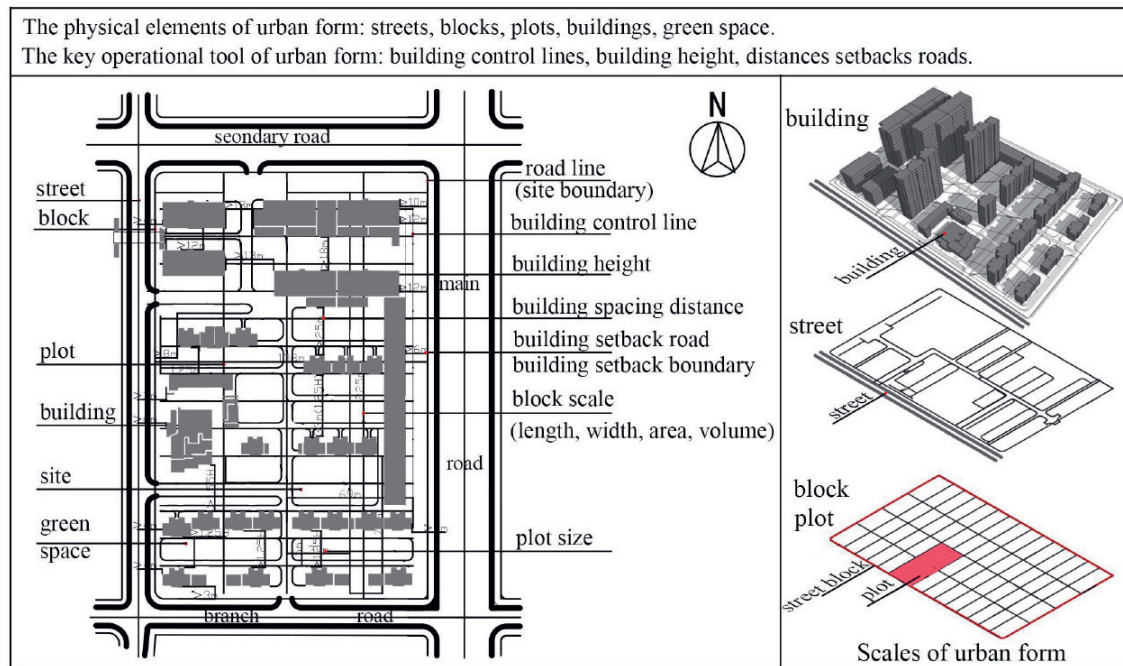 The physical elements of urban form: streets, blocks, plots, buildings, green space.
The key operational tool of urban form: building control lines, building height, distances setbacks roads.
seondary road
N
street
block
plot
building
site
green
space
road line
(site boundary)
building control line
building height
main
building spacing distance
building setback road
building setback boundary
block scale
(length, width, area, volume)
road
plot size
branch
road
≥10m
≥12m
≥18m
≥12m
building
building
street
street
block
plot
street block
plot
Scales of urban form